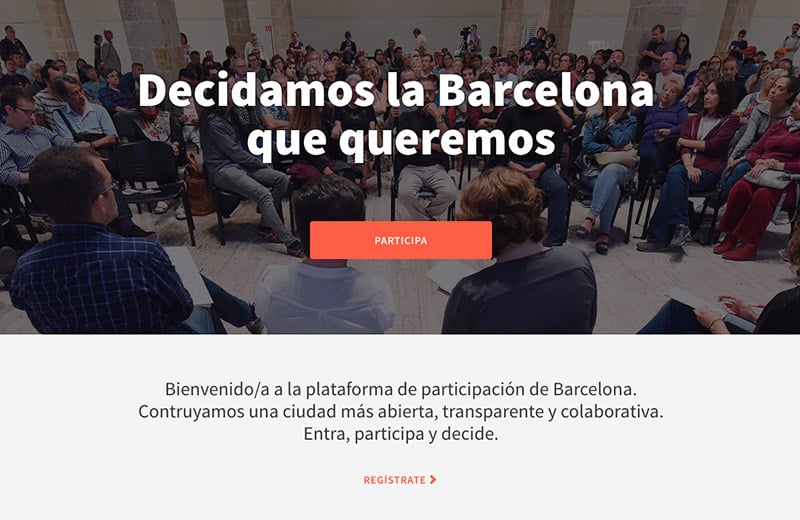 Decidamos la Barcelona
que queremos
PARTICIPA
Bienvenido/a a la plataforma de participación de Barcelona.
Contruyamos una ciudad más abierta, transparente y colaborativa.
Entra, participa y decide.
REGÍSTRATE